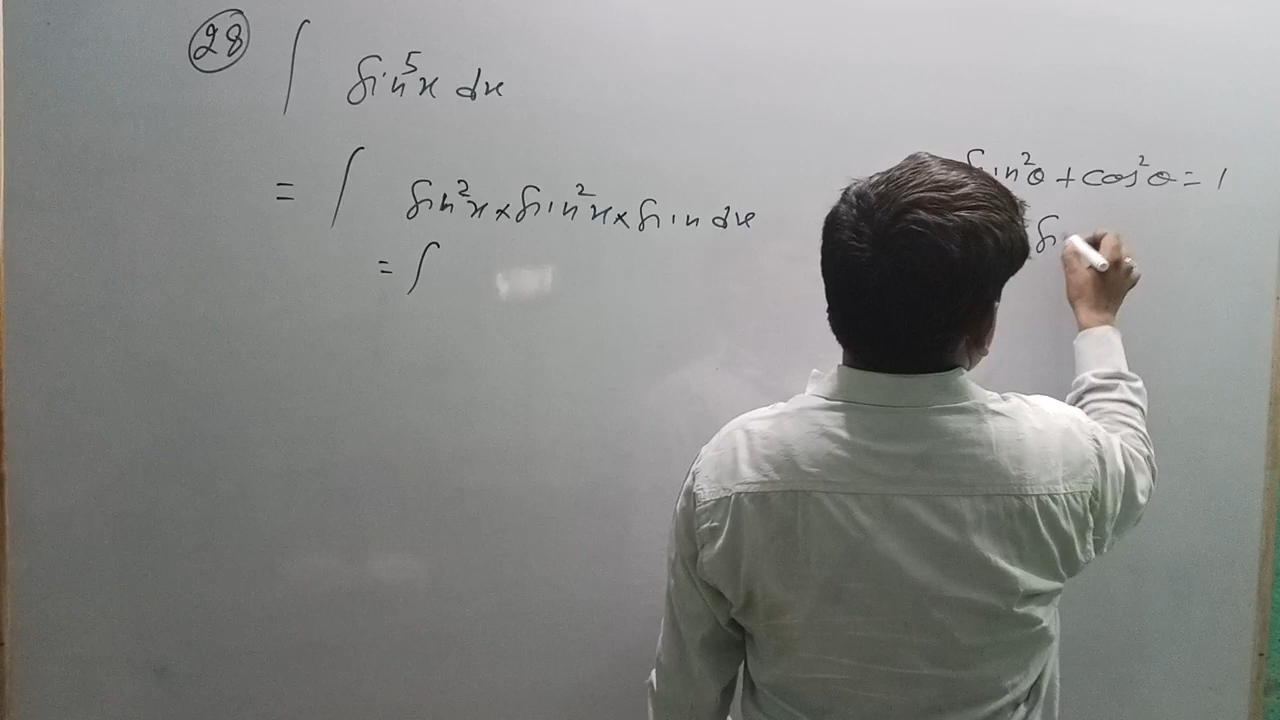 28 ∫ sin⁵x dx
= ∫ sin²x × sin²x × sin dx
= ∫
sin²θ + cos²θ = 1